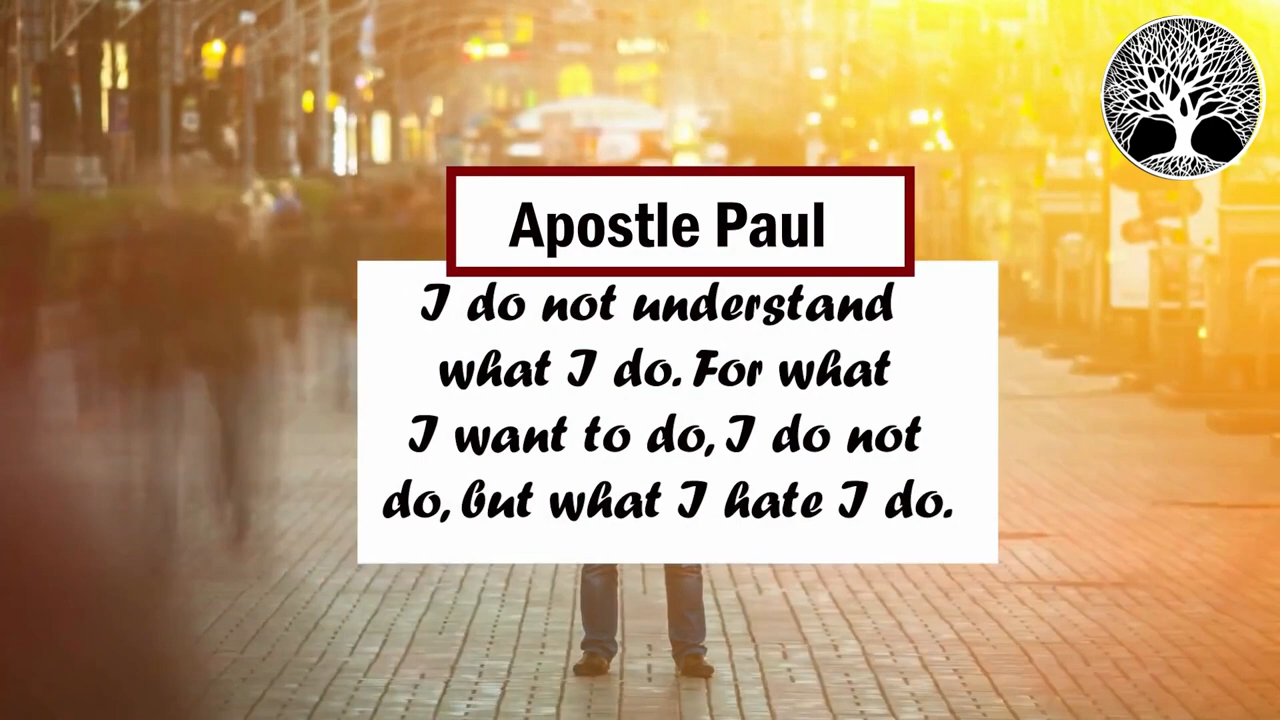 Apostle Paul
I do not understand
what I do. For what
I want to do, I do not
do, but what I hate I do.